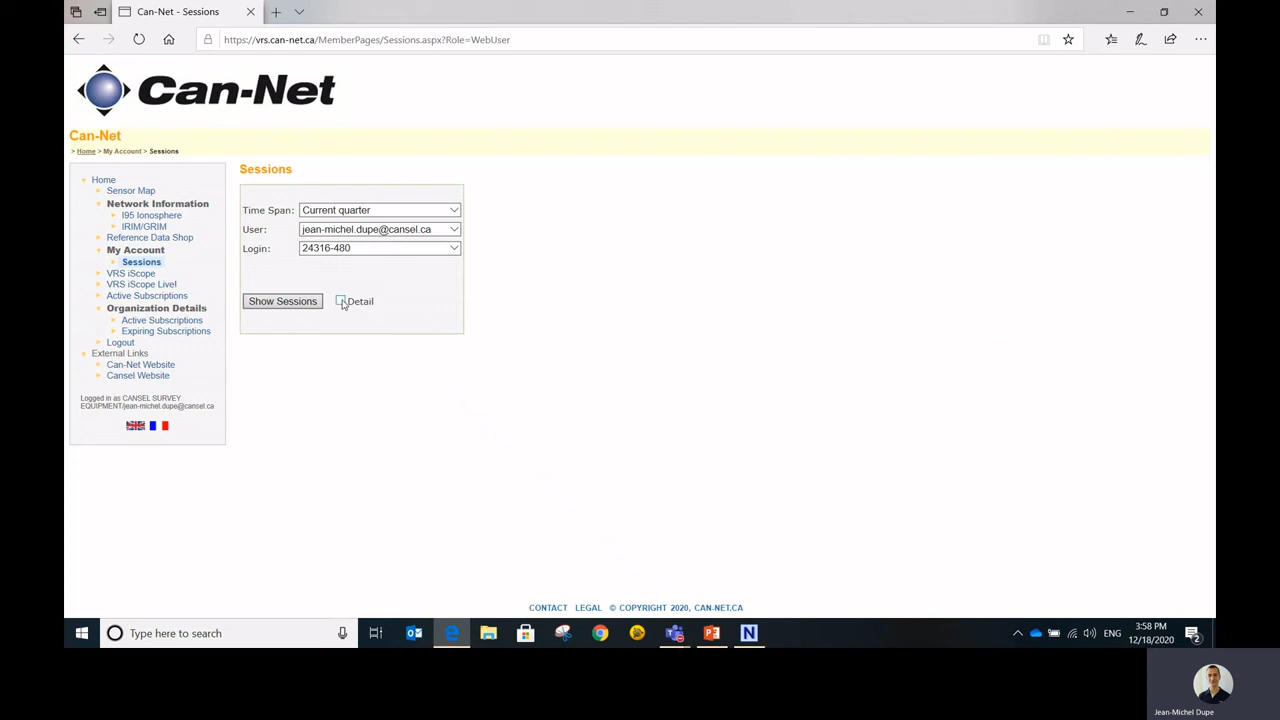 Can-Net - Sessions
https://vrs.can-net.ca/MemberPages/Sessions.aspx?Role=WebUser
Can-Net
Can-Net
> Home > My Account > Sessions
Home
Sensor Map
Network Information
I95 Ionosphere
IRIM/GRIM
Reference Data Shop
My Account
Sessions
VRS iScope
VRS iScope Live!
Active Subscriptions
Organization Details
Active Subscriptions
Expiring Subscriptions
Logout
External Links
Can-Net Website
Cansel Website
Logged in as CANSEL SURVEY
EQUIPMENT/jean-michel.dupe@cansel.ca
Sessions
Time Span: Current quarter
User: jean-michel.dupe@cansel.ca
Login: 24316-480
Show Sessions Detail
CONTACT LEGAL © COPYRIGHT 2020, CAN-NET.CA
Type here to search
N
ENG
3:58 PM
12/18/2020
2
Jean-Michel Dupe